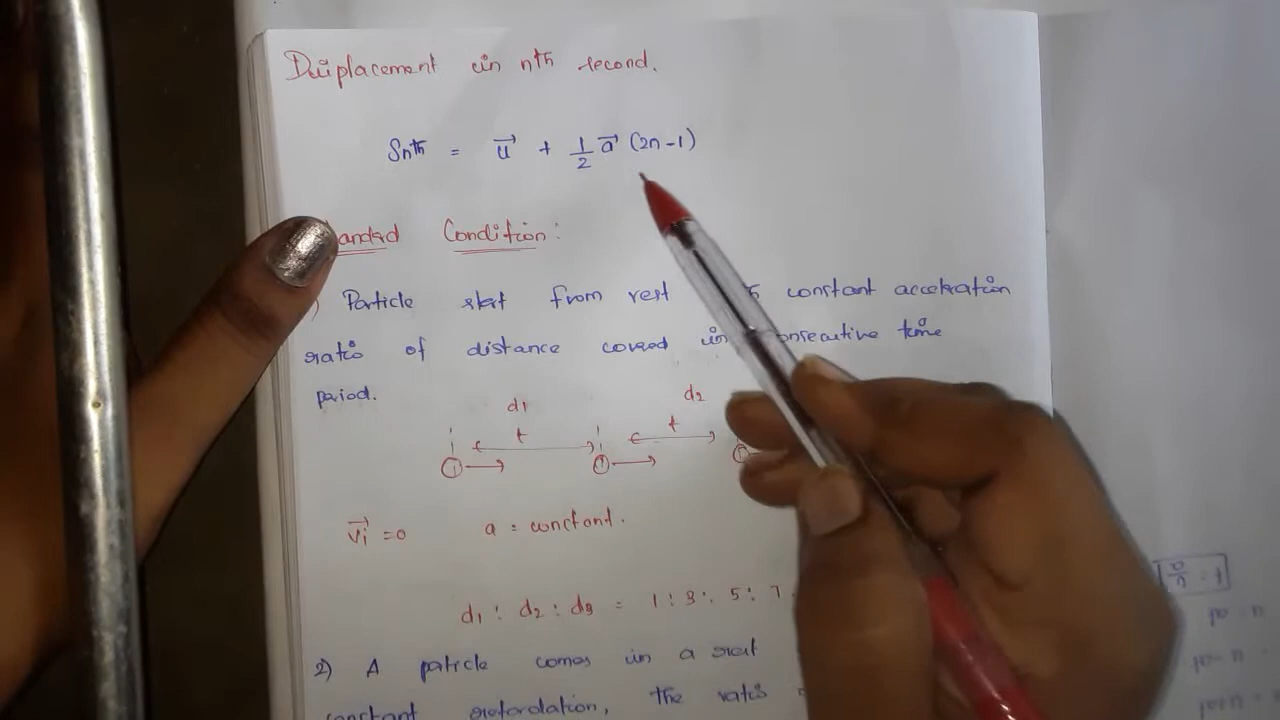 Displacement in nth second.
Snth = u⃗ + 1/2 a⃗ (2n-1)
Condition:
Particle start from rest constant acceleration
ratio of distance covered in consecutive time
period.
d1 d2
t t
v⃗i = 0 a = constant.
d1 : d2 : d3 = 1 : 3 : 5 : 7
2) A paticle comes in a
constant retardation, the ratio